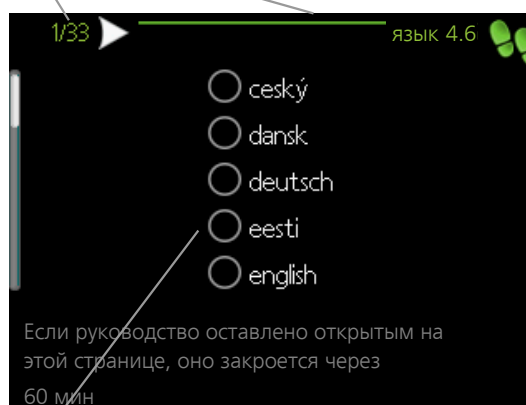 1/33
язык 4.6
ceský
dansk
deutsch
eesti
english
Если руководство оставлено открытым на
этой странице, оно закроется через
60 мин